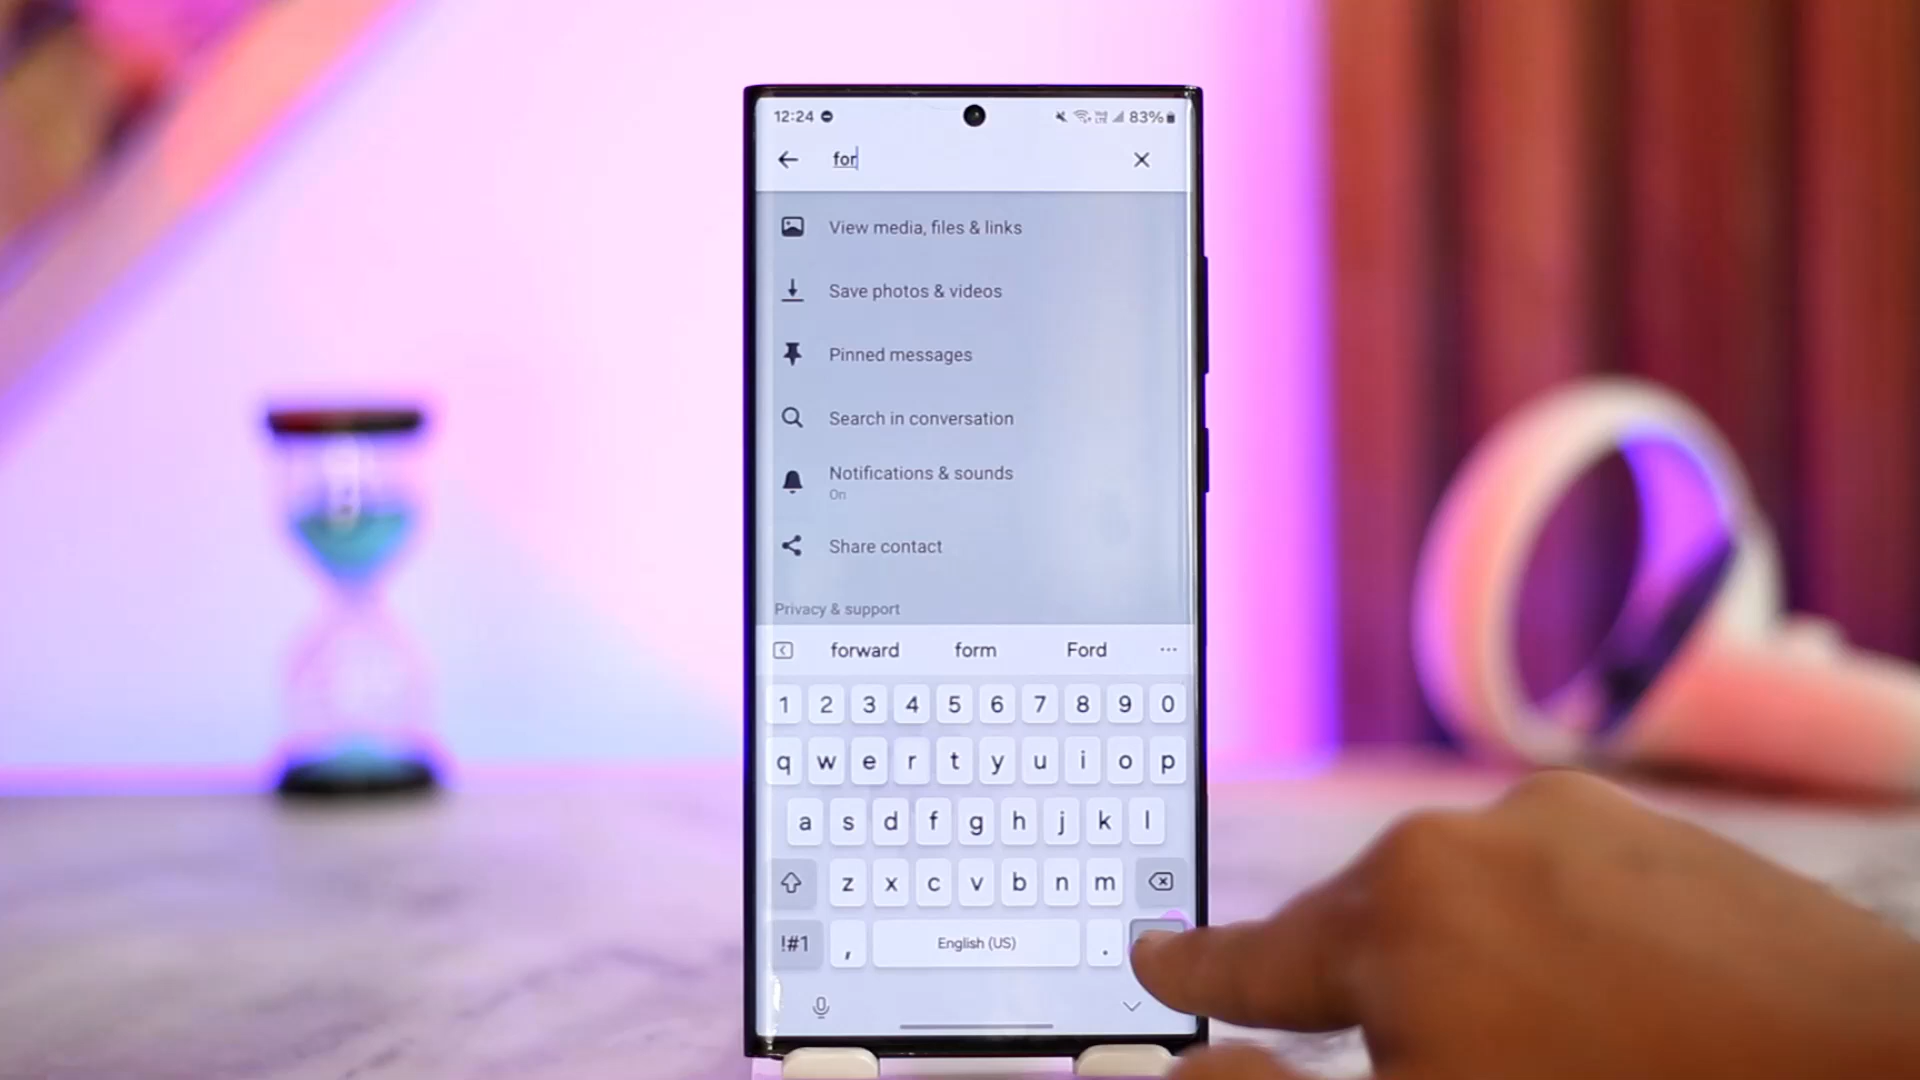 12:24 83%
for
View media, files & links
Save photos & videos
Pinned messages
Search in conversation
Notifications & sounds
On
Share contact
Privacy & support
forward form Ford ...
1 2 3 4 5 6 7 8 9 0
q w e r t y u i o p
a s d f g h j k l
z x c v b n m
!#1 , English (US) .